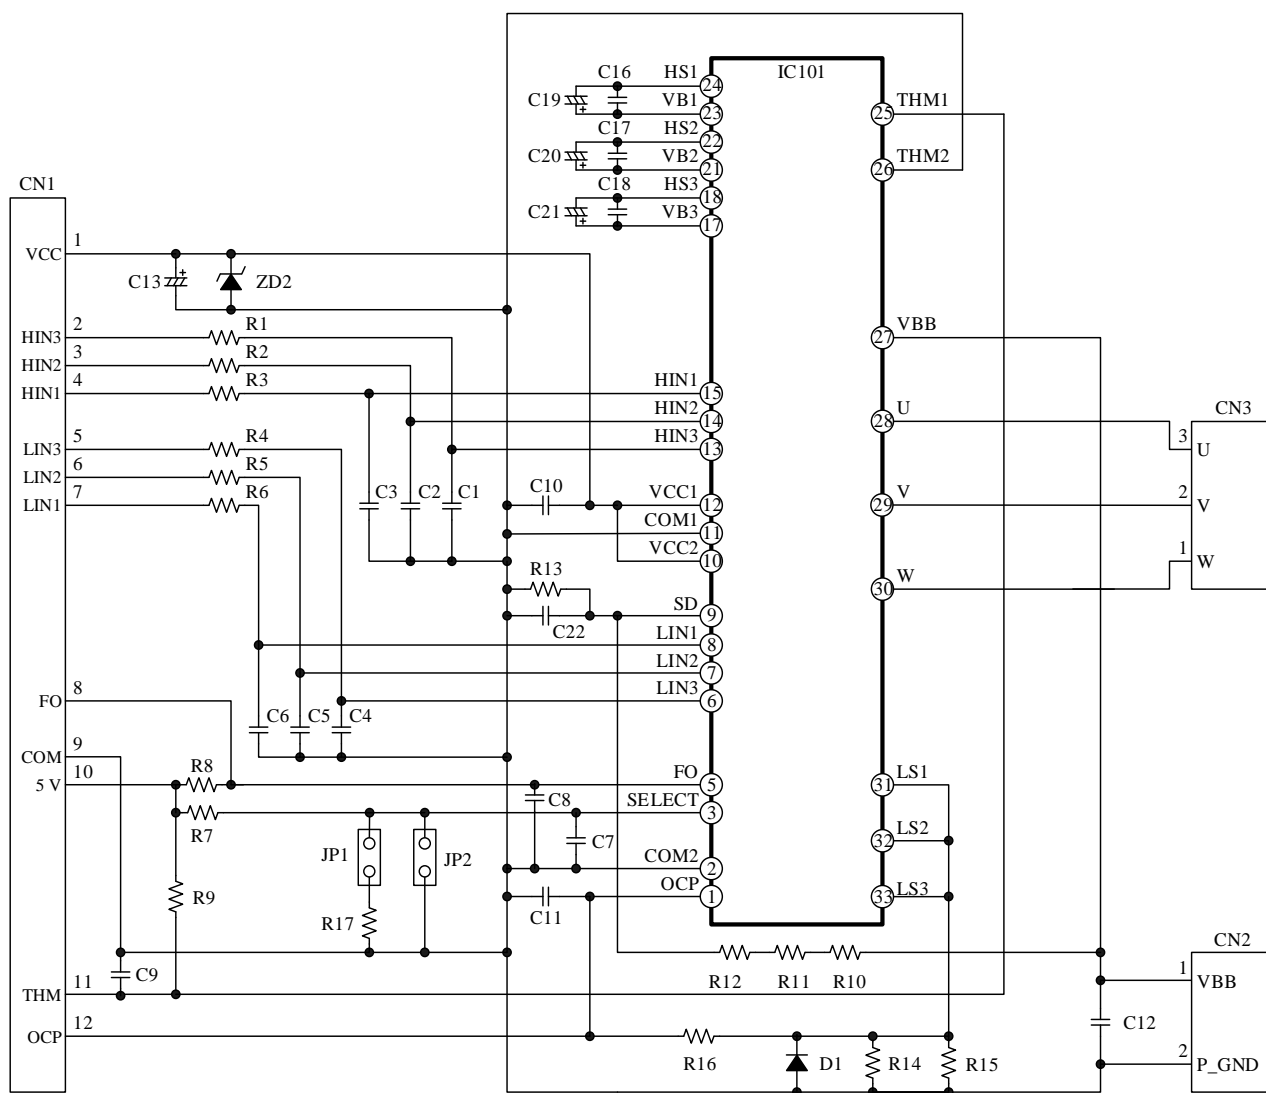 IC101
C16 HS1 24
C19 + VB1 23
THM1 25
C17 HS2 22
C20 + VB2 21
THM2 26
C18 HS3 18
C21 + VB3 17
CN1
VCC 1
C13 + ZD2
HIN3 2 R1
HIN2 3 R2
HIN1 4 R3
LIN3 5 R4
LIN2 6 R5
LIN1 7 R6
VBB 27
HIN1 15
HIN2 14
HIN3 13
U 28
CN3
3 U
2 V
1 W
C3 C2 C1 C10
VCC1 12
V 29
COM1 11
VCC2 10
R13
W 30
SD 9
C22
LIN1 8
LIN2 7
LIN3 6
FO 8
C6 C5 C4
COM 9
5 V 10
R8
FO 5
LS1 31
C8
SELECT 3
R7
JP1 JP2
C7
LS2 32
COM2 2
OCP 1
LS3 33
R9
R17
C11
CN2
C9
R12 R11 R10
1 VBB
THM 11
C12
OCP 12
R16 D1 R14 R15
2 P_GND